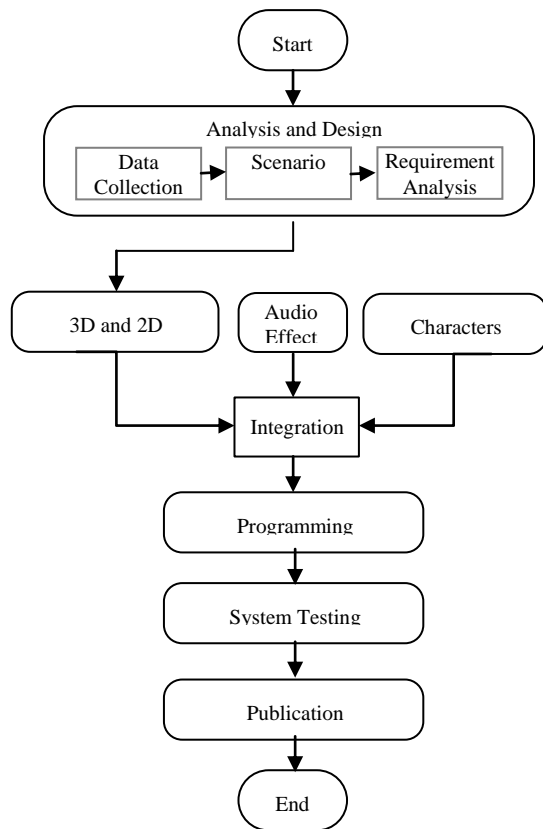 Start
Analysis and Design
Data
Collection
Scenario
Requirement
Analysis
3D and 2D
Audio
Effect
Characters
Integration
Programming
System Testing
Publication
End